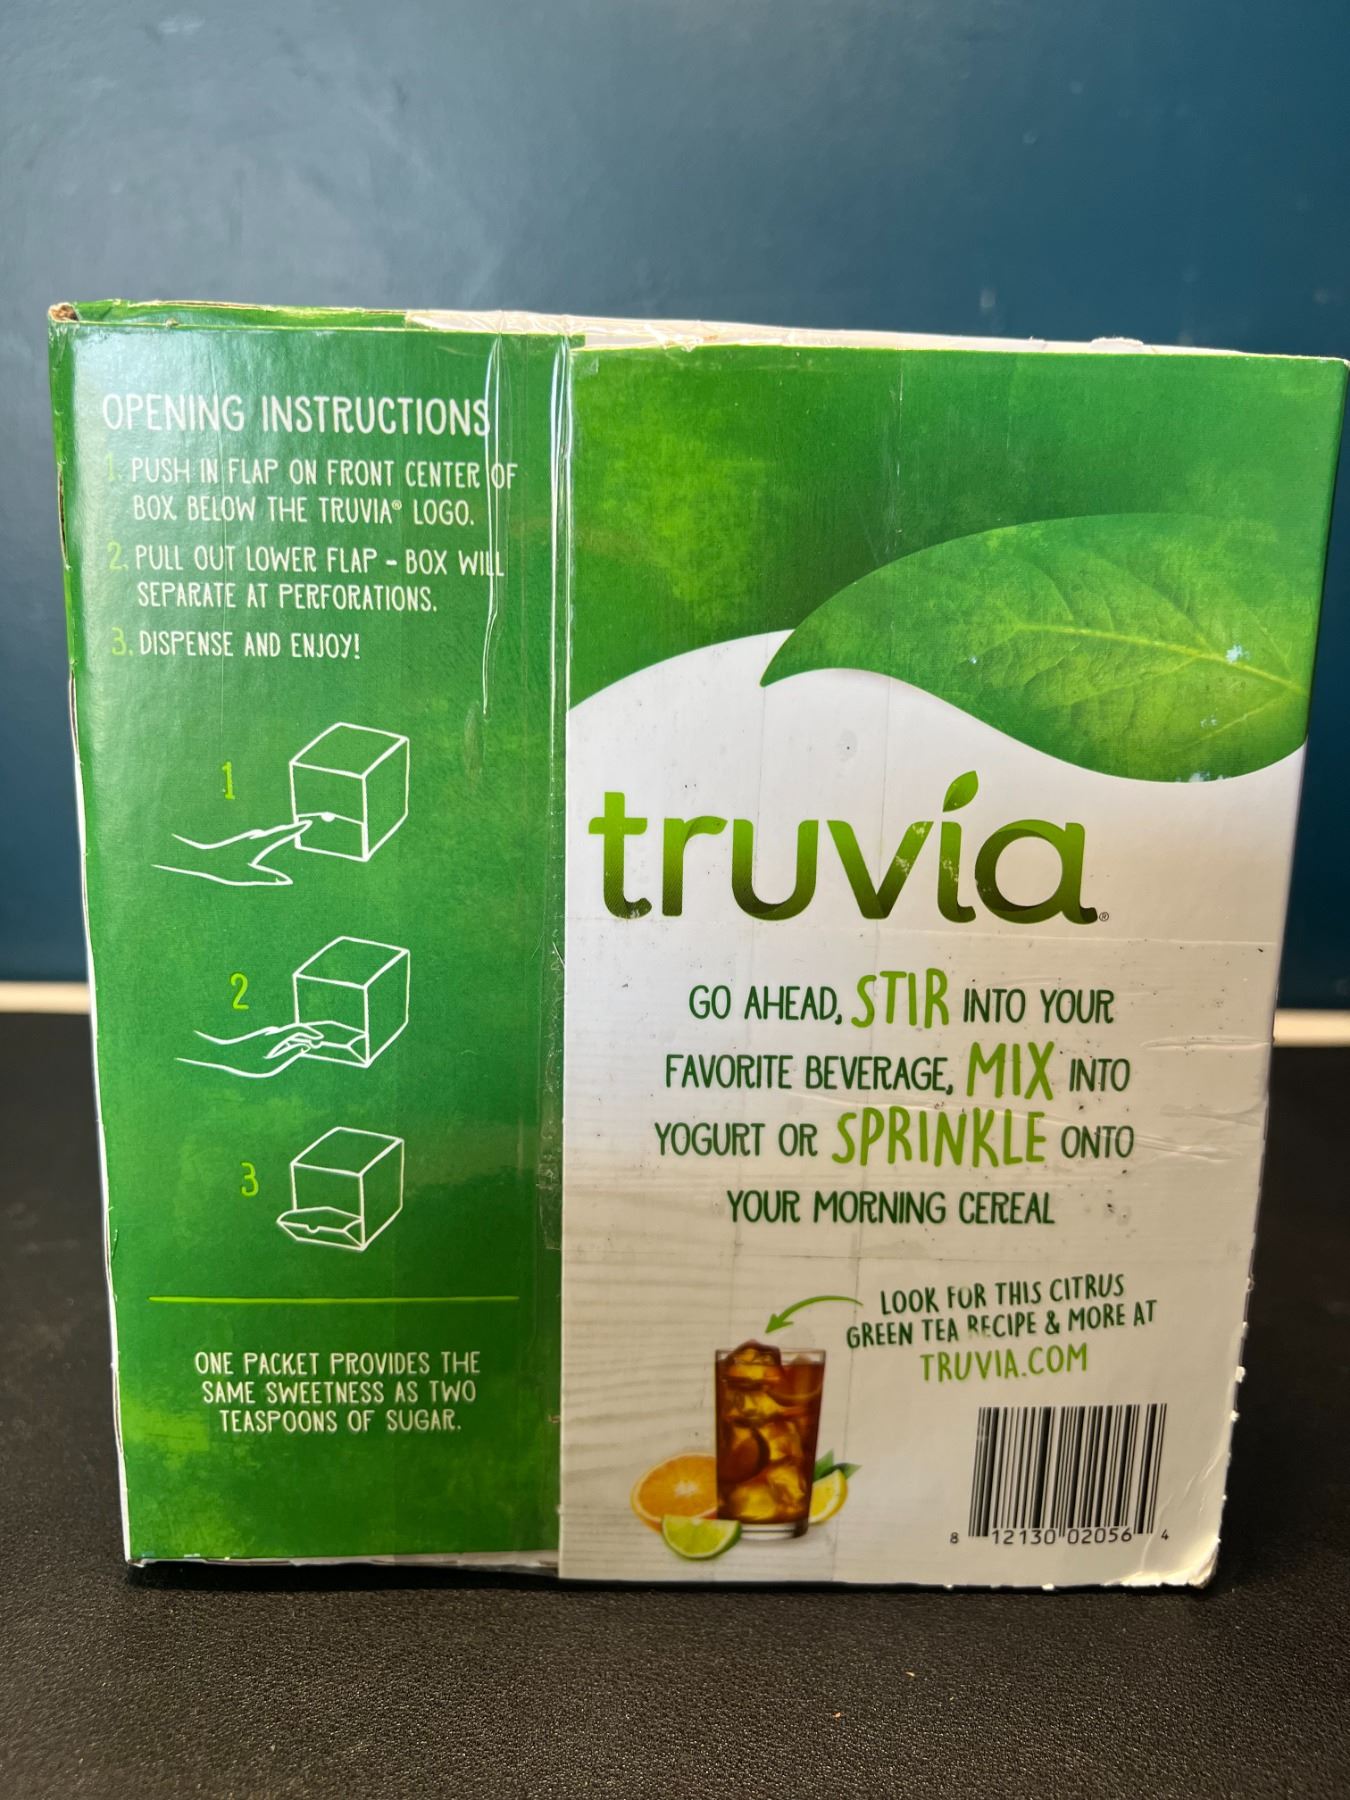 OPENING INSTRUCTIONS
1. PUSH IN FLAP ON FRONT CENTER OF
BOX BELOW THE TRUVIA® LOGO.
2. PULL OUT LOWER FLAP - BOX WILL
SEPARATE AT PERFORATIONS.
3. DISPENSE AND ENJOY!
1
2
3
ONE PACKET PROVIDES THE
SAME SWEETNESS AS TWO
TEASPOONS OF SUGAR.
truvía®
GO AHEAD, STIR INTO YOUR
FAVORITE BEVERAGE, MIX INTO
YOGURT OR SPRINKLE ONTO
YOUR MORNING CEREAL
LOOK FOR THIS CITRUS
GREEN TEA RECIPE & MORE AT
TRUVIA.COM
8 12130 02056 4